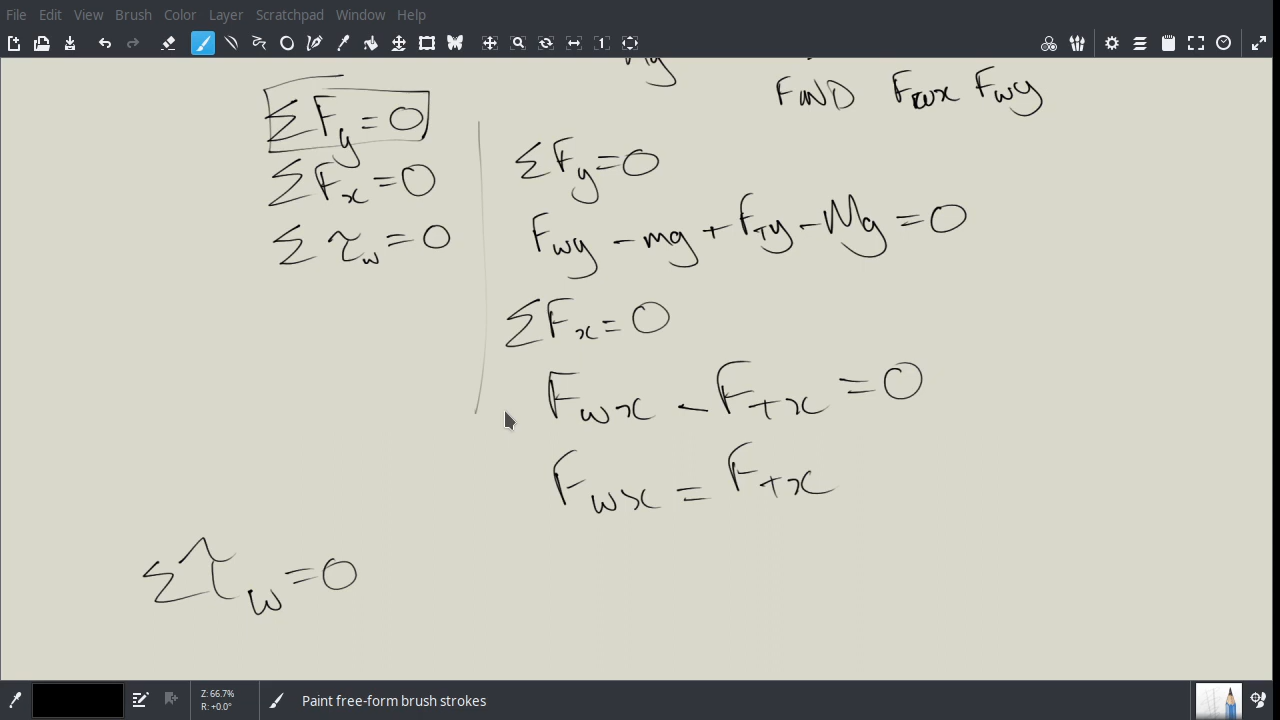 File Edit View Brush Color Layer Scratchpad Window Help
mg
FIND Fwx Fwy
ΣFy=0
ΣFx=0
Στw=0
ΣFy=0
Fwy - mg + FTy - Mg = 0
ΣFx=0
Fwx - FTx = 0
Fwx = FTx
Στw=0
Z: 66.7%
R: +0.0°
Paint free-form brush strokes